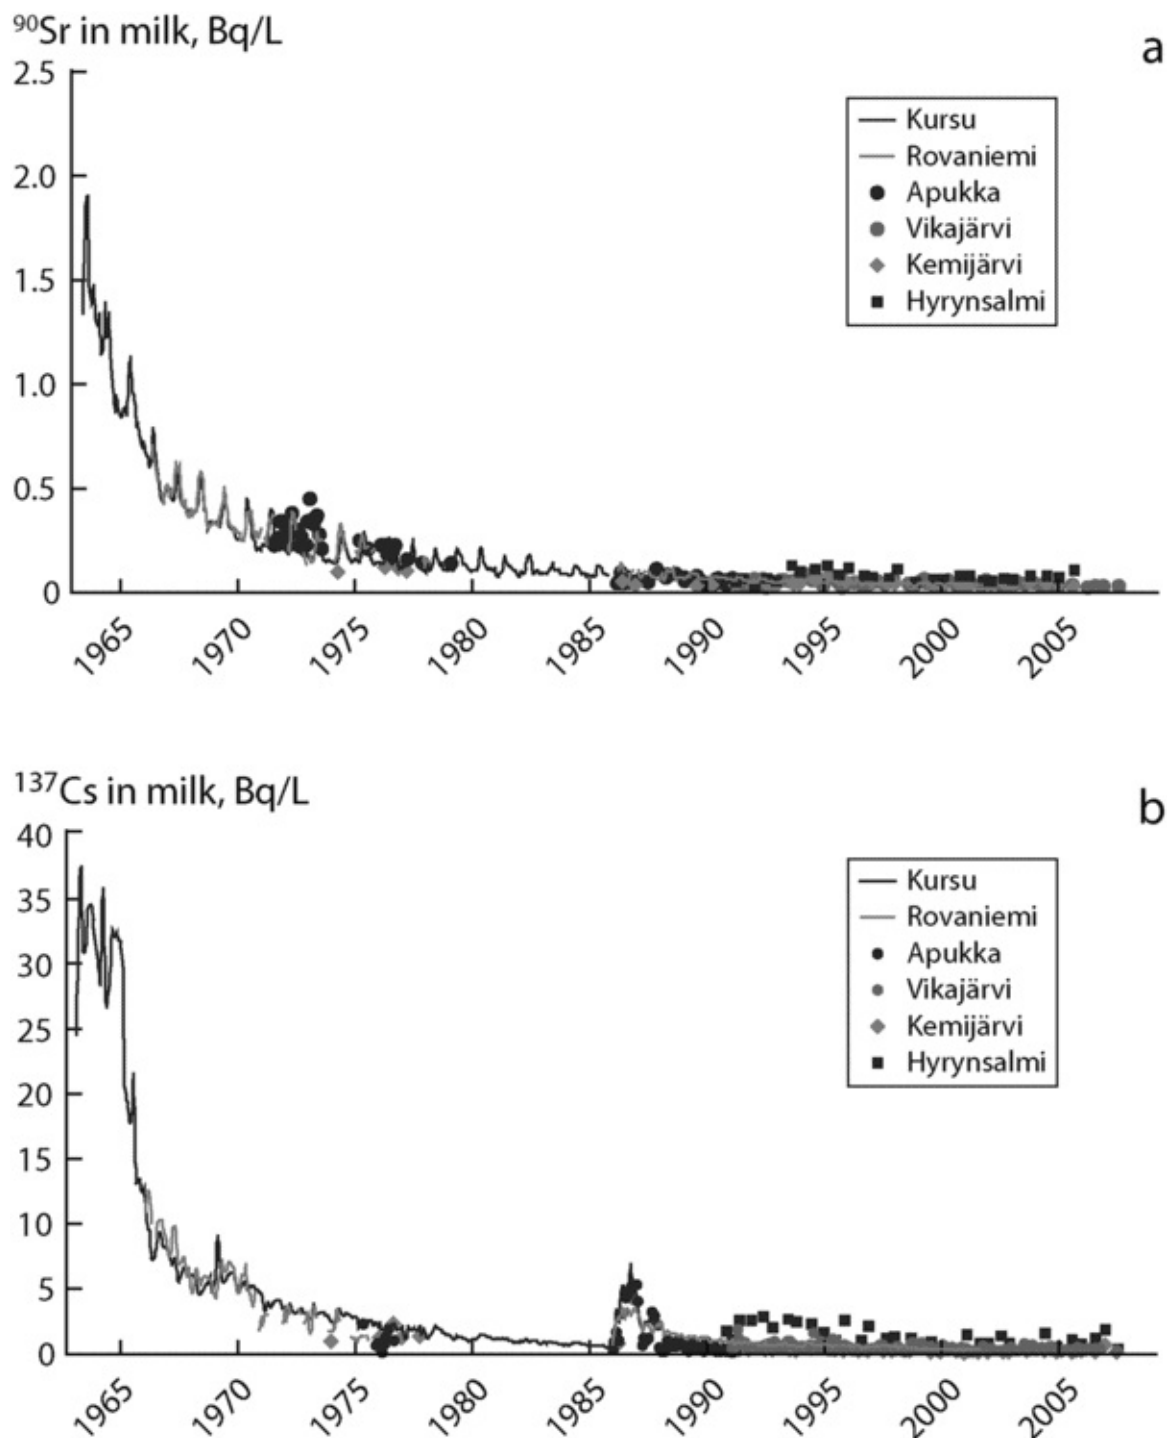 ⁹⁰Sr in milk, Bq/L
a
2.5
2.0
1.5
1.0
0.5
0
Kursu
Rovaniemi
Apukka
Vikajärvi
Kemijärvi
Hyrynsalmi
1965 1970 1975 1980 1985 1990 1995 2000 2005
¹³⁷Cs in milk, Bq/L
b
40
35
30
25
20
15
10
5
0
Kursu
Rovaniemi
Apukka
Vikajärvi
Kemijärvi
Hyrynsalmi
1965 1970 1975 1980 1985 1990 1995 2000 2005